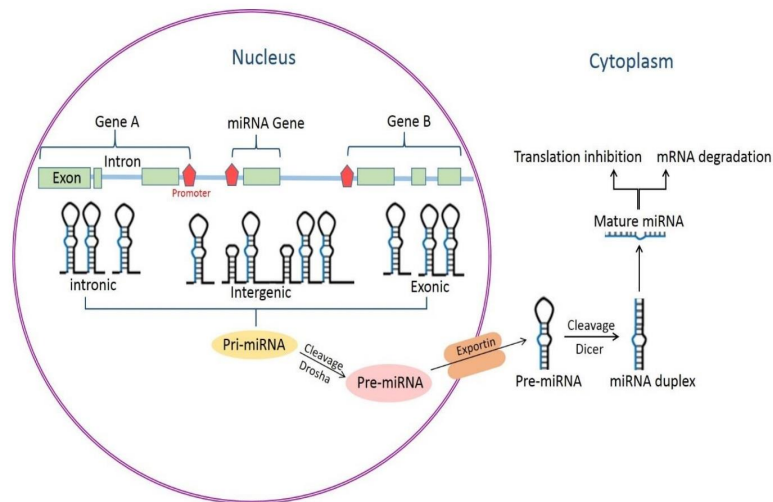 Nucleus
Cytoplasm
Gene A
miRNA Gene
Gene B
Exon
Intron
Promoter
Translation inhibition
mRNA degradation
Mature miRNA
intronic
Intergenic
Exonic
Pri-miRNA
Cleavage
Drosha
Pre-miRNA
Exportin
Pre-miRNA
Cleavage
Dicer
miRNA duplex